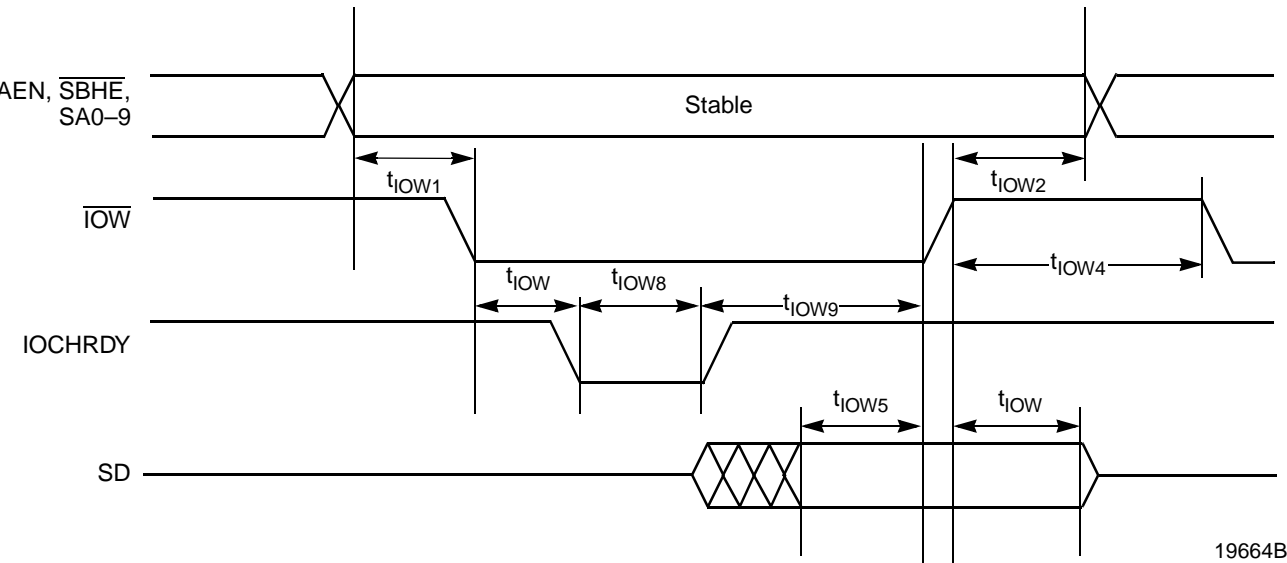 AEN, SBHE,
SA0–9
Stable
tIOW1
tIOW2
IOW
tIOW4
tIOW
tIOW8
tIOW9
IOCHRDY
tIOW5
tIOW
SD
19664B